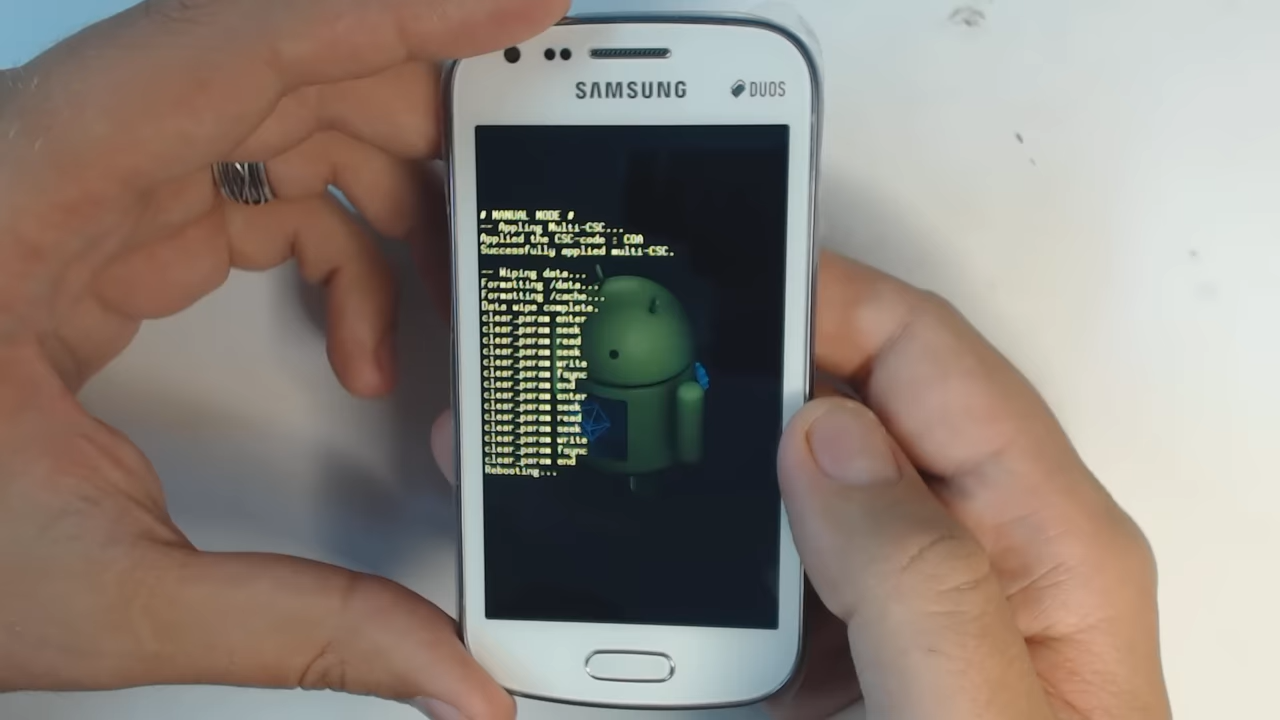 SAMSUNG
DUOS
# MANUAL MODE #
-- Appling Multi-CSC...
Applied the CSC-code : COA
Successfully applied multi-CSC.
-- Wiping data...
Formatting /data...
Formatting /cache...
Data wipe complete.
clear_param enter
clear_param seek
clear_param read
clear_param seek
clear_param write
clear_param fsync
clear_param end
clear_param enter
clear_param seek
clear_param read
clear_param seek
clear_param write
clear_param fsync
clear_param end
Rebooting...